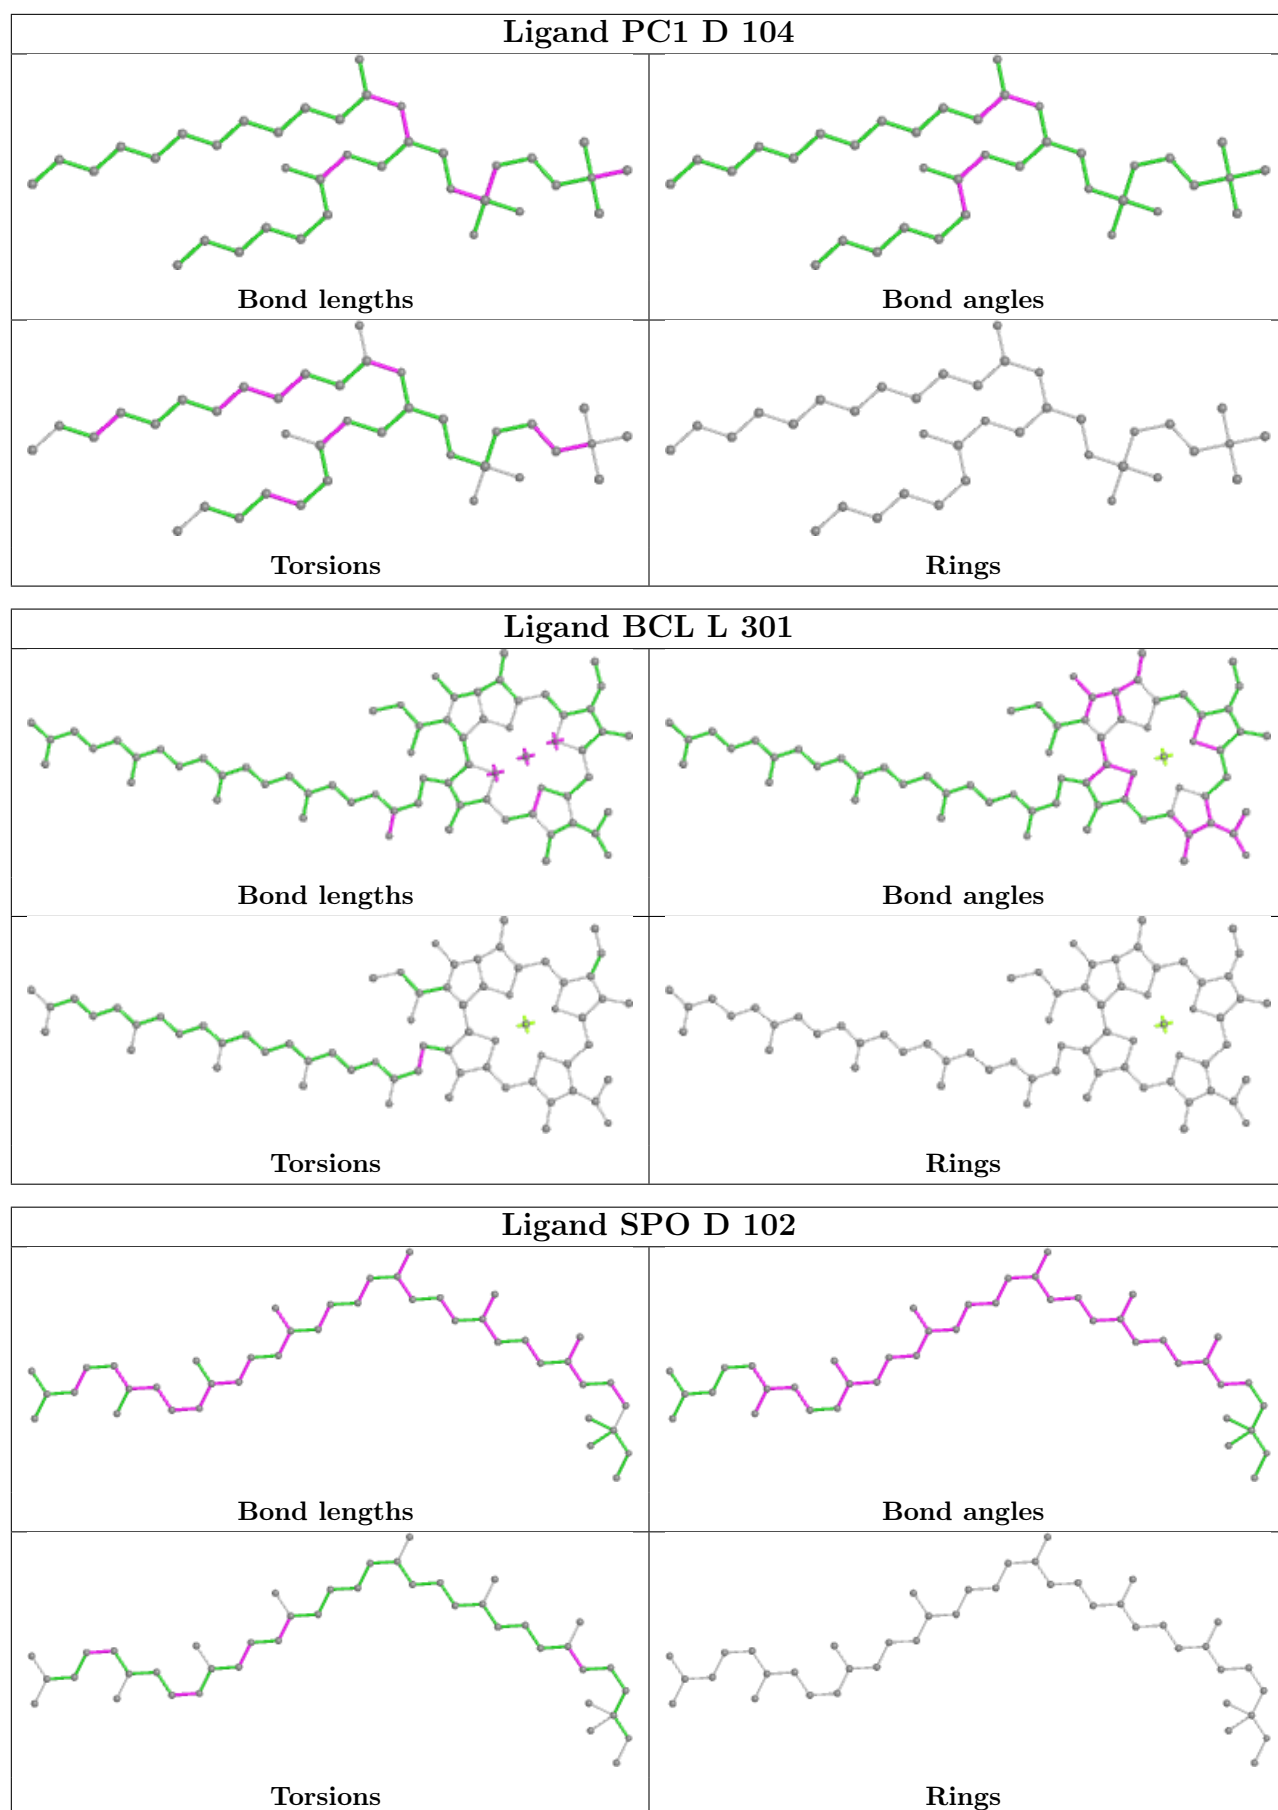 Ligand PC1 D 104
Bond lengths
Bond angles
Torsions
Rings
Ligand BCL L 301
Bond lengths
Bond angles
Torsions
Rings
Ligand SPO D 102
Bond lengths
Bond angles
Torsions
Rings